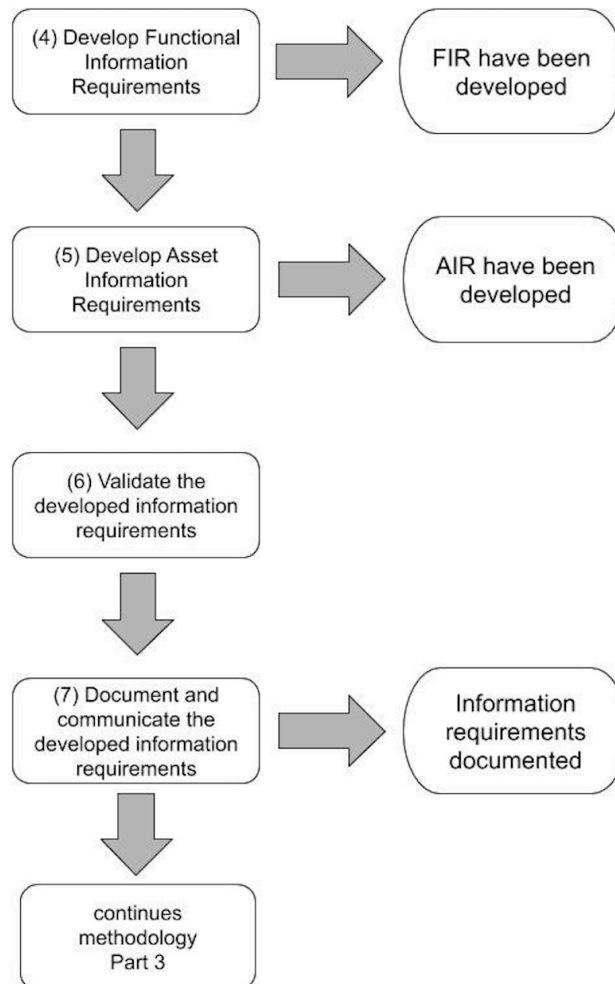 (4) Develop Functional
Information
Requirements
FIR have been
developed
(5) Develop Asset
Information
Requirements
AIR have been
developed
(6) Validate the
developed information
requirements
(7) Document and
communicate the
developed information
requirements
Information
requirements
documented
continues
methodology
Part 3